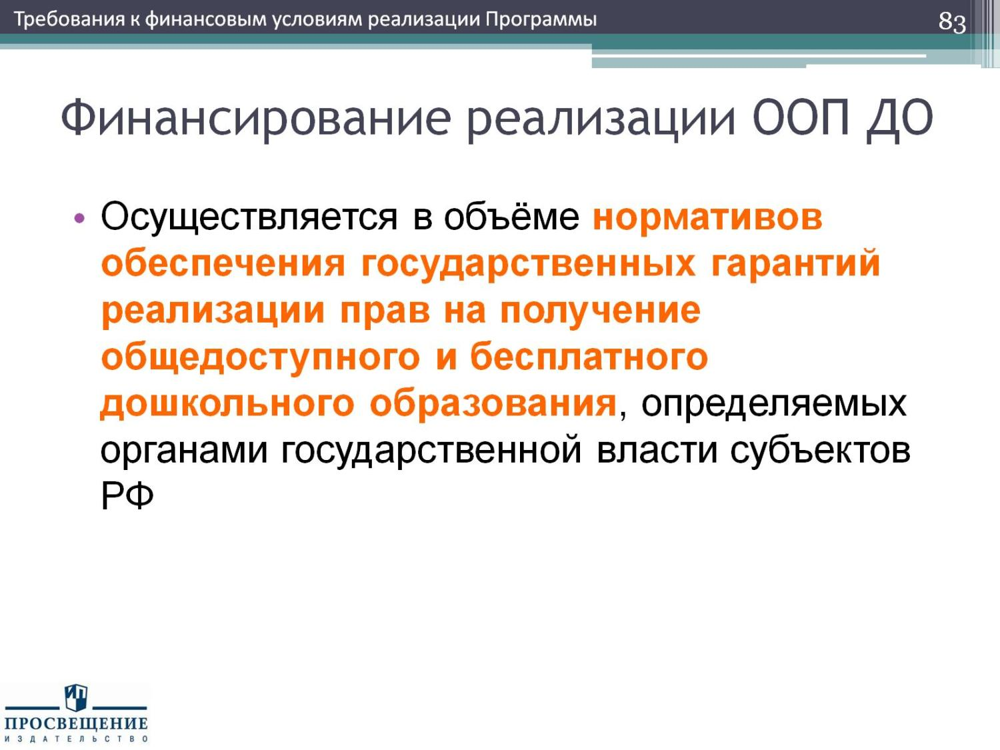 Требования к финансовым условиям реализации Программы
83
Финансирование реализации ООП ДО
• Осуществляется в объёме нормативов
обеспечения государственных гарантий
реализации прав на получение
общедоступного и бесплатного
дошкольного образования, определяемых
органами государственной власти субъектов
РФ
ИП
ПРОСВЕЩЕНИЕ
ИЗДАТЕЛЬСТВО